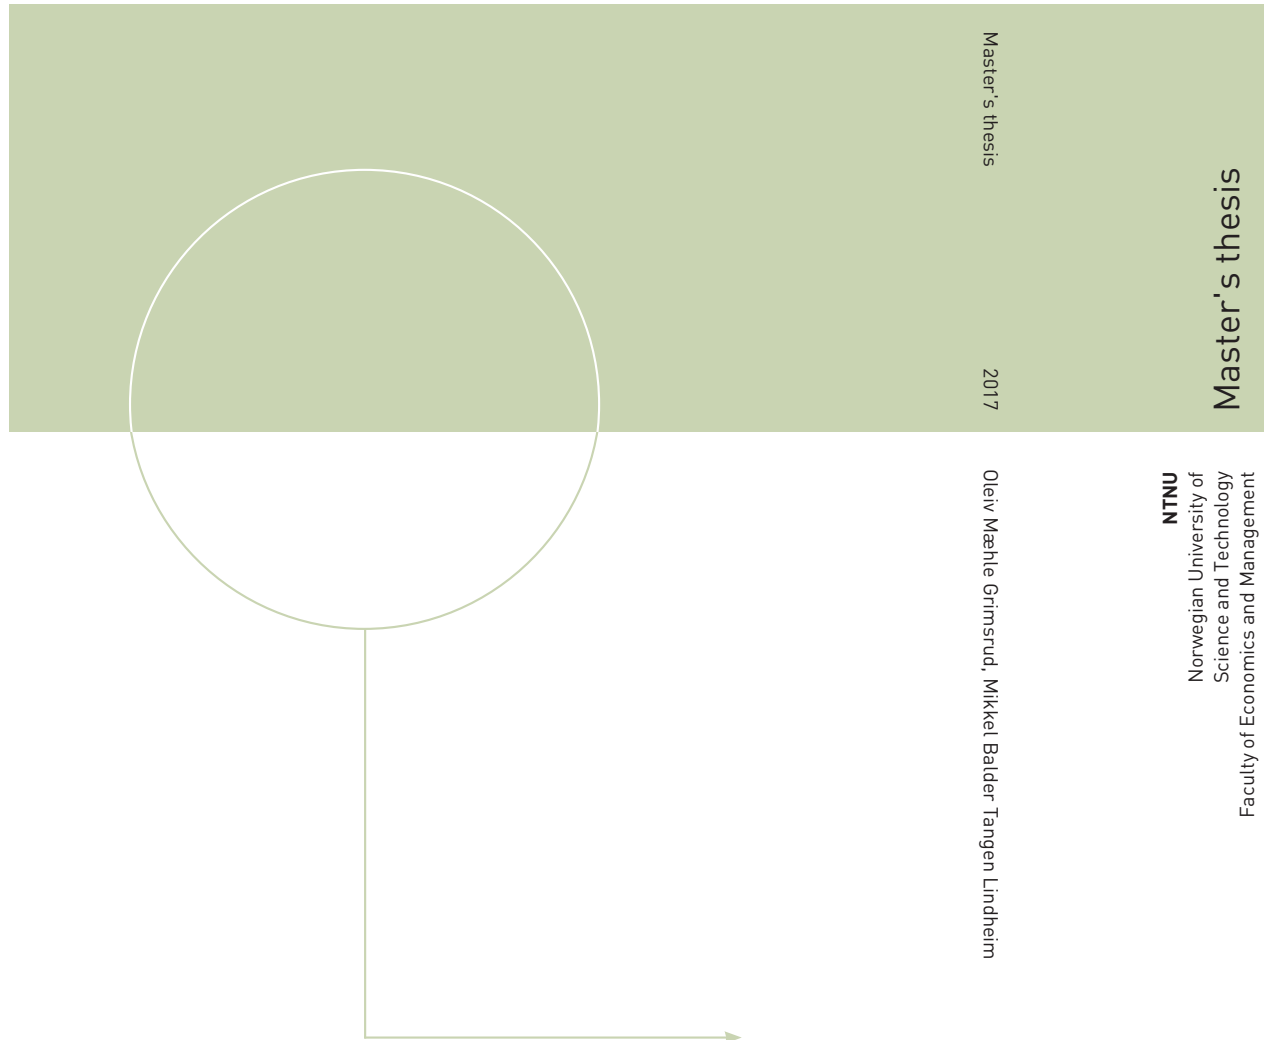 Master's thesis
2017
Oleiv Mæhle Grimsrud, Mikkel Balder Tangen Lindheim
Master's thesis
NTNU
Norwegian University of
Science and Technology
Faculty of Economics and Management